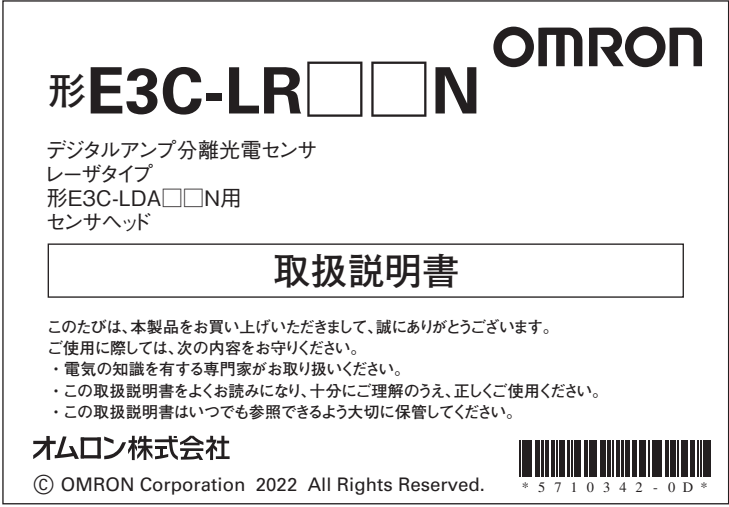 OMRON
形E3C-LR□□N
デジタルアンプ分離光電センサ
レーザタイプ
形E3C-LDA□□N用
センサヘッド
取扱説明書
このたびは、本製品をお買い上げいただきまして、誠にありがとうございます。
ご使用に際しては、次の内容をお守りください。
・電気の知識を有する専門家がお取り扱いください。
・この取扱説明書をよくお読みになり、十分にご理解のうえ、正しくご使用ください。
・この取扱説明書はいつでも参照できるよう大切に保管してください。
オムロン株式会社
© OMRON Corporation 2022 All Rights Reserved.
*5710342-0D*